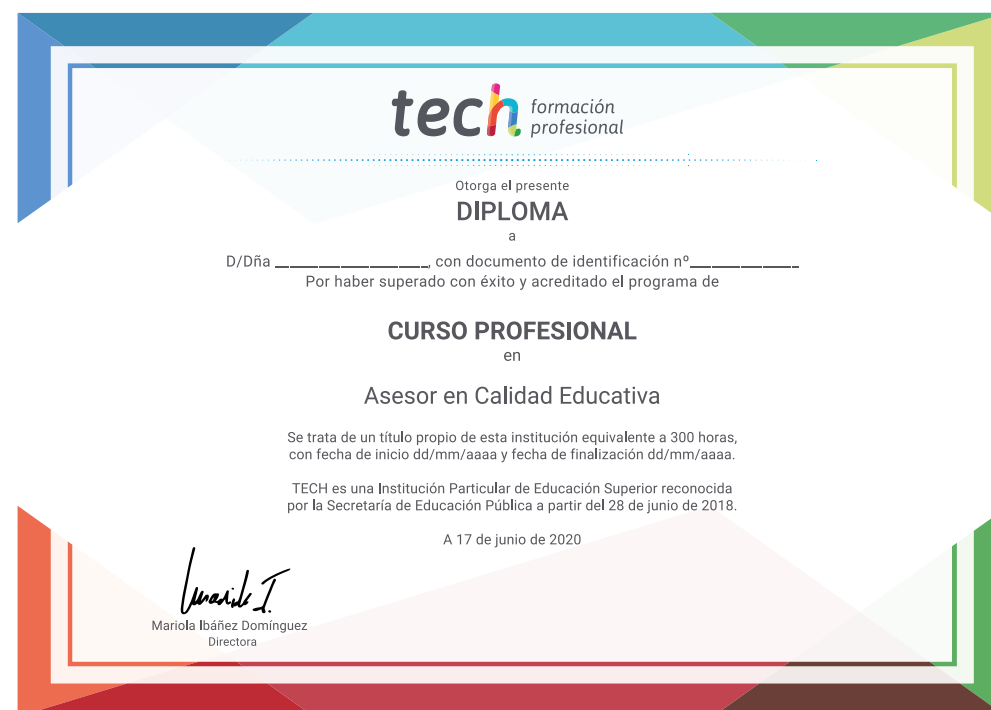 tech formación
profesional
Otorga el presente
DIPLOMA
a
D/Dña ____________________, con documento de identificación nº______________
Por haber superado con éxito y acreditado el programa de
CURSO PROFESIONAL
en
Asesor en Calidad Educativa
Se trata de un título propio de esta institución equivalente a 300 horas,
con fecha de inicio dd/mm/aaaa y fecha de finalización dd/mm/aaaa.
TECH es una Institución Particular de Educación Superior reconocida
por la Secretaría de Educación Pública a partir del 28 de junio de 2018.
A 17 de junio de 2020
Mariola Ibáñez Domínguez
Directora